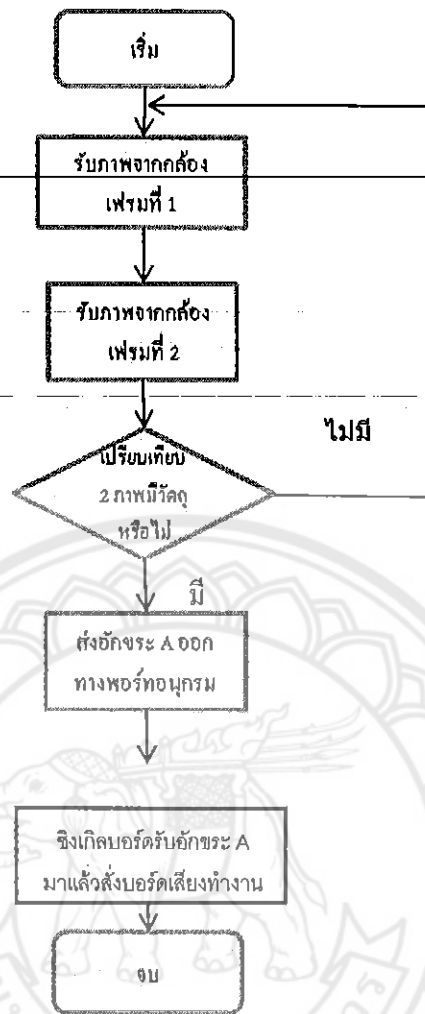 เริ่ม
รับภาพจากกล้อง
เฟรมที่ 1
รับภาพจากกล้อง
เฟรมที่ 2
ไม่มี
เปรียบเทียบ
2 ภาพมีวัตถุ
หรือไม่
มี
ส่งอักขระ A ออก
ทางพอร์ทอนุกรม
ซิงเกิลบอร์ดรับอักขระ A
มาแล้วสั่งบอร์ดเสียงทำงาน
จบ